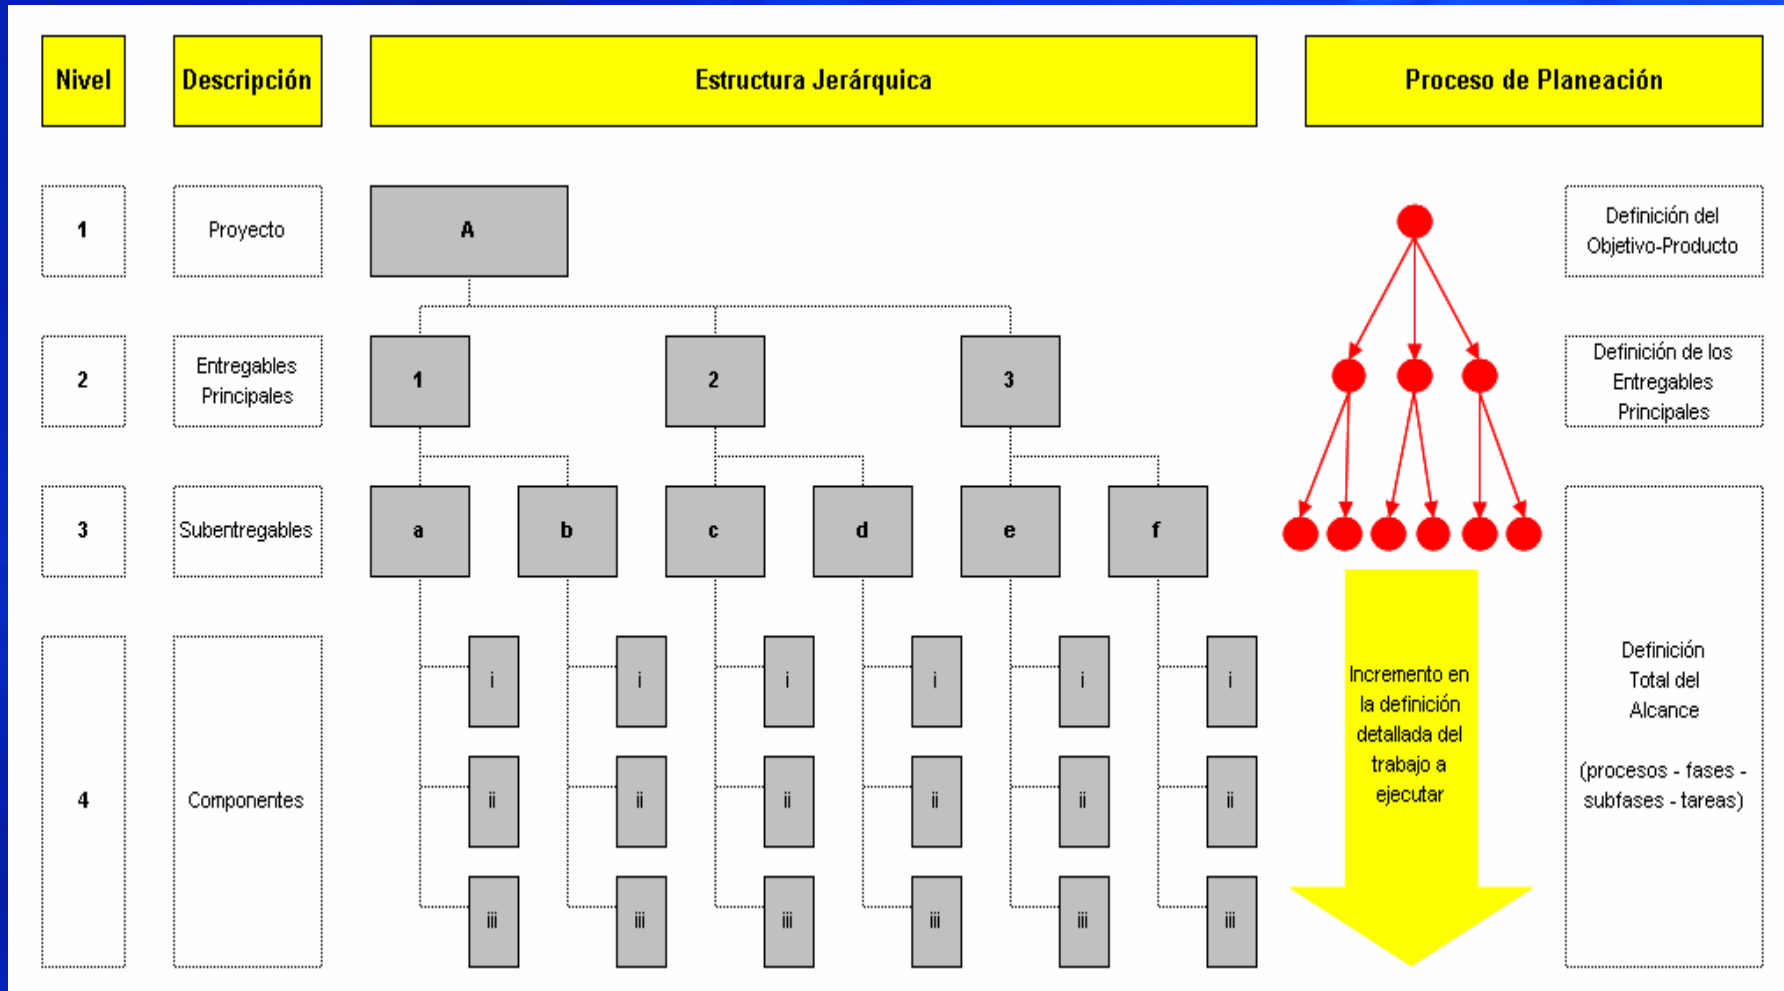 Nivel
Descripción
Estructura Jerárquica
Proceso de Planeación
1
Proyecto
A
Definición del
Objetivo-Producto
2
Entregables
Principales
1
2
3
Definición de los
Entregables
Principales
3
Subentregables
a
b
c
d
e
f
4
Componentes
i
i
i
i
i
i
ii
ii
ii
ii
ii
ii
iii
iii
iii
iii
iii
iii
Incremento en
la definición
detallada del
trabajo a
ejecutar
Definición
Total del
Alcance
(procesos - fases -
subfases - tareas)